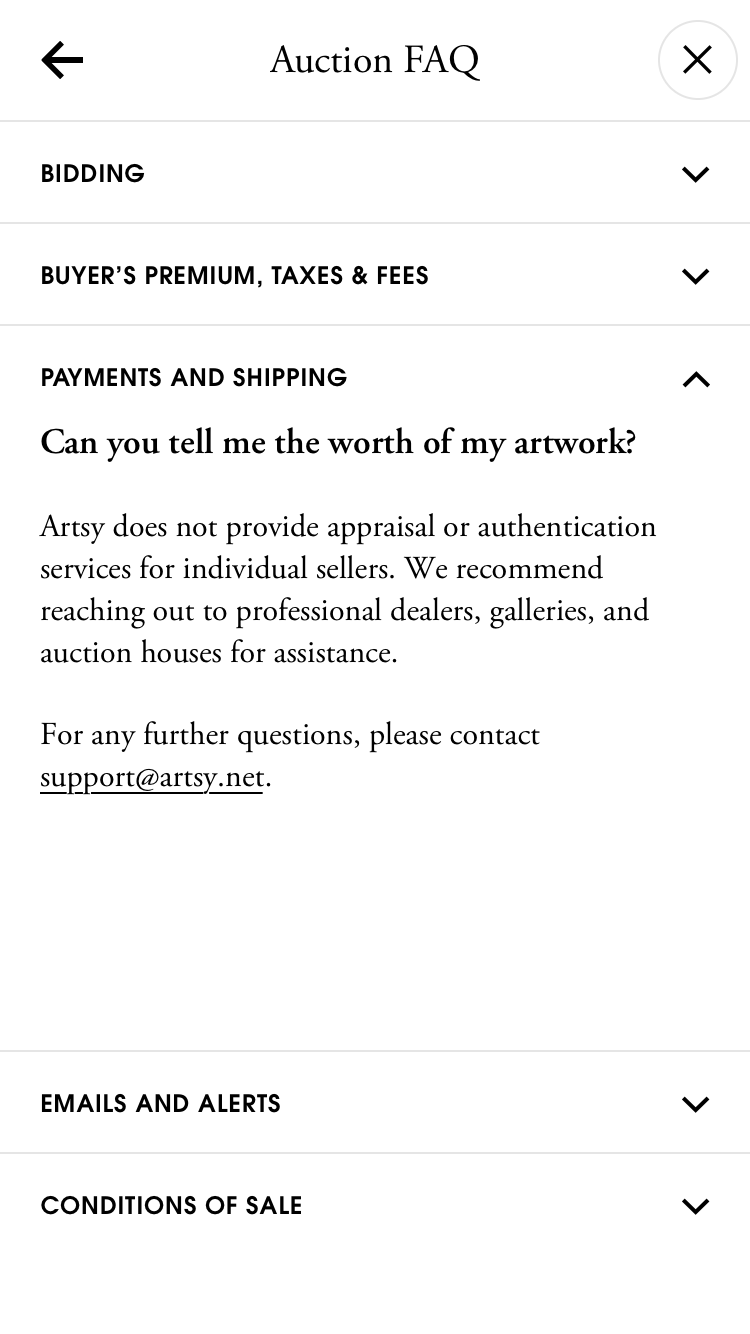 Auction FAQ
BIDDING
BUYER’S PREMIUM, TAXES & FEES
PAYMENTS AND SHIPPING
Can you tell me the worth of my artwork?
Artsy does not provide appraisal or authentication
services for individual sellers. We recommend
reaching out to professional dealers, galleries, and
auction houses for assistance.
For any further questions, please contact
support@artsy.net.
EMAILS AND ALERTS
CONDITIONS OF SALE